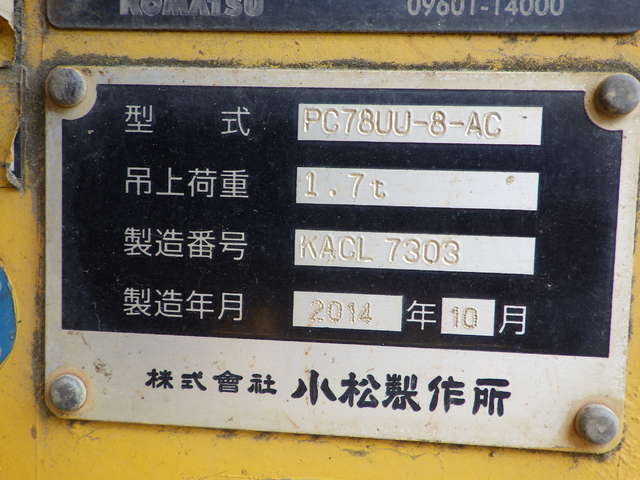 KOMATSU 09601-14000
型 式 PC78UU-8-AC
吊上荷重 1.7t
製造番号 KACL 7303
製造年月 2014 年 10 月
株式會社 小松製作所